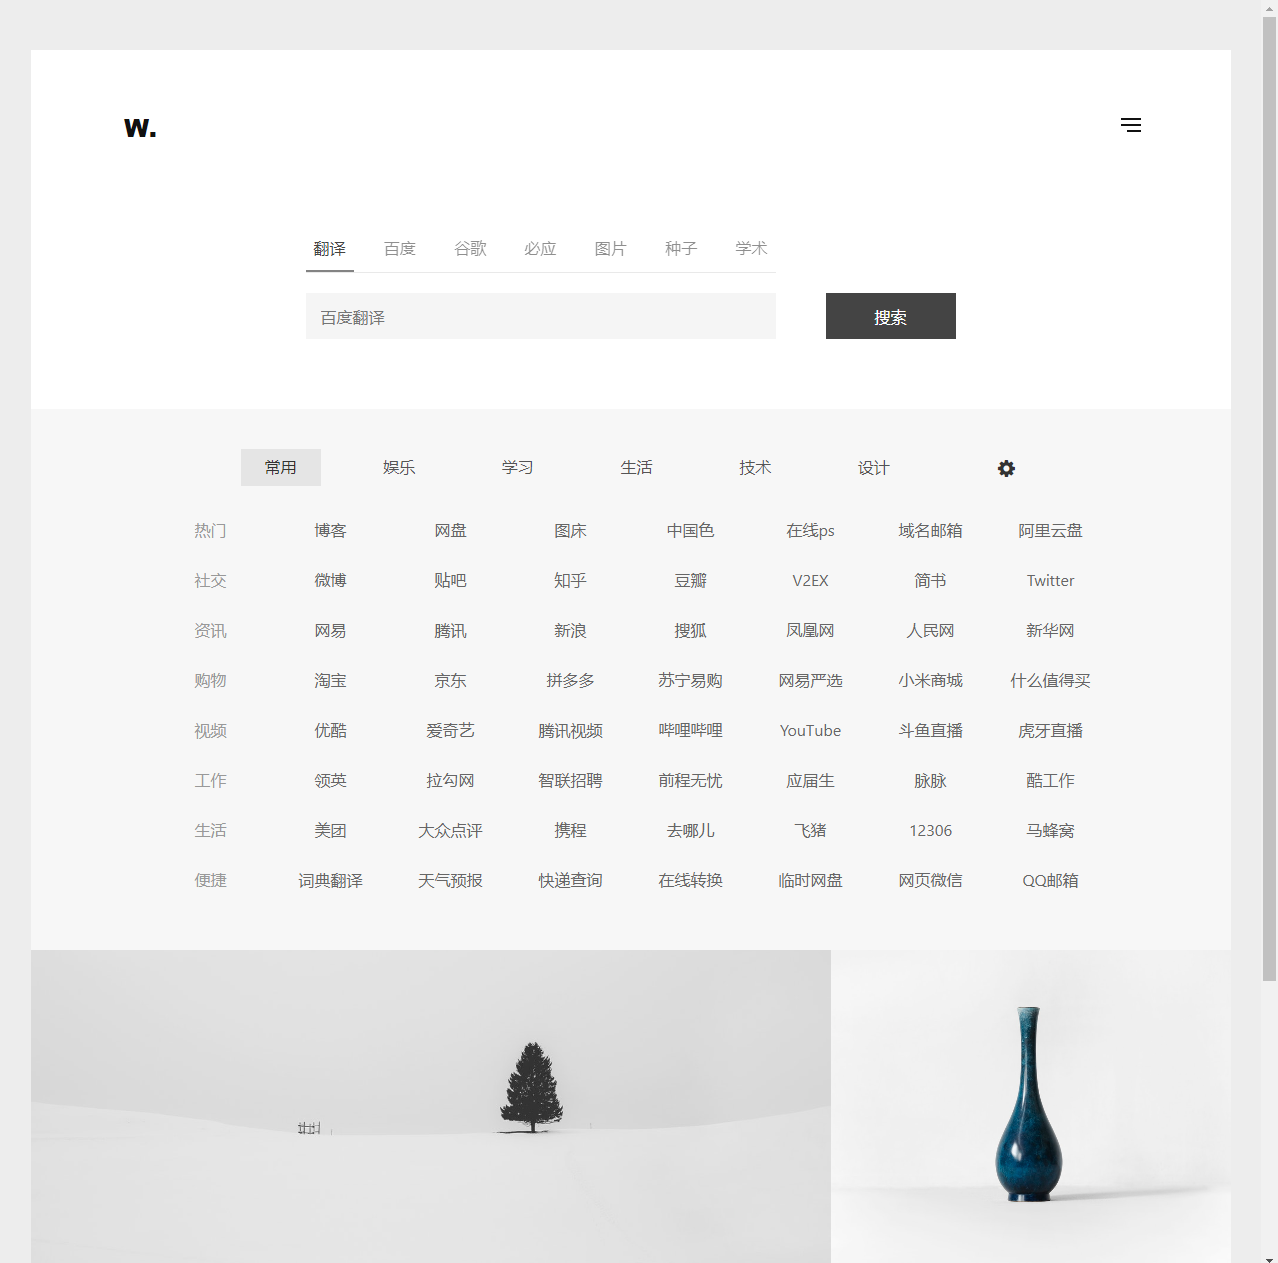 w.
翻译 百度 谷歌 必应 图片 种子 学术
百度翻译 搜索
常用 娱乐 学习 生活 技术 设计
热门 博客 网盘 图床 中国色 在线ps 域名邮箱 阿里云盘
社交 微博 贴吧 知乎 豆瓣 V2EX 简书 Twitter
资讯 网易 腾讯 新浪 搜狐 凤凰网 人民网 新华网
购物 淘宝 京东 拼多多 苏宁易购 网易严选 小米商城 什么值得买
视频 优酷 爱奇艺 腾讯视频 哔哩哔哩 YouTube 斗鱼直播 虎牙直播
工作 领英 拉勾网 智联招聘 前程无忧 应届生 脉脉 酷工作
生活 美团 大众点评 携程 去哪儿 飞猪 12306 马蜂窝
便捷 词典翻译 天气预报 快递查询 在线转换 临时网盘 网页微信 QQ邮箱